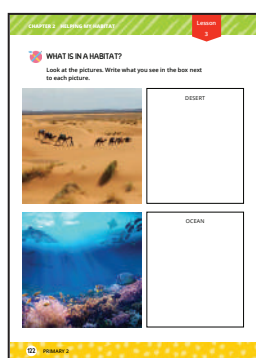 CHAPTER 2 HELPING MY HABITAT
Lesson
3
WHAT IS IN A HABITAT?
Look at the pictures. Write what you see in the box next
to each picture.
DESERT
OCEAN
122 PRIMARY 2